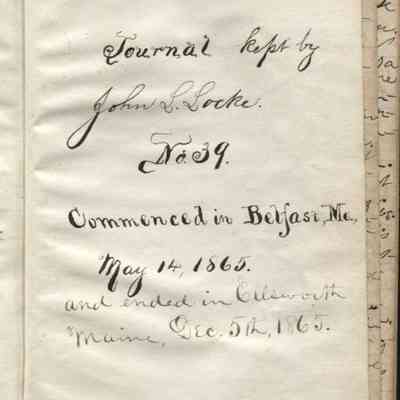 Journal kept by
John L. Locke.
No. 39.
Commenced in Belfast, Me.,
May 14, 1865.
and ended in Ellsworth
Maine, Dec. 5th, 1865.